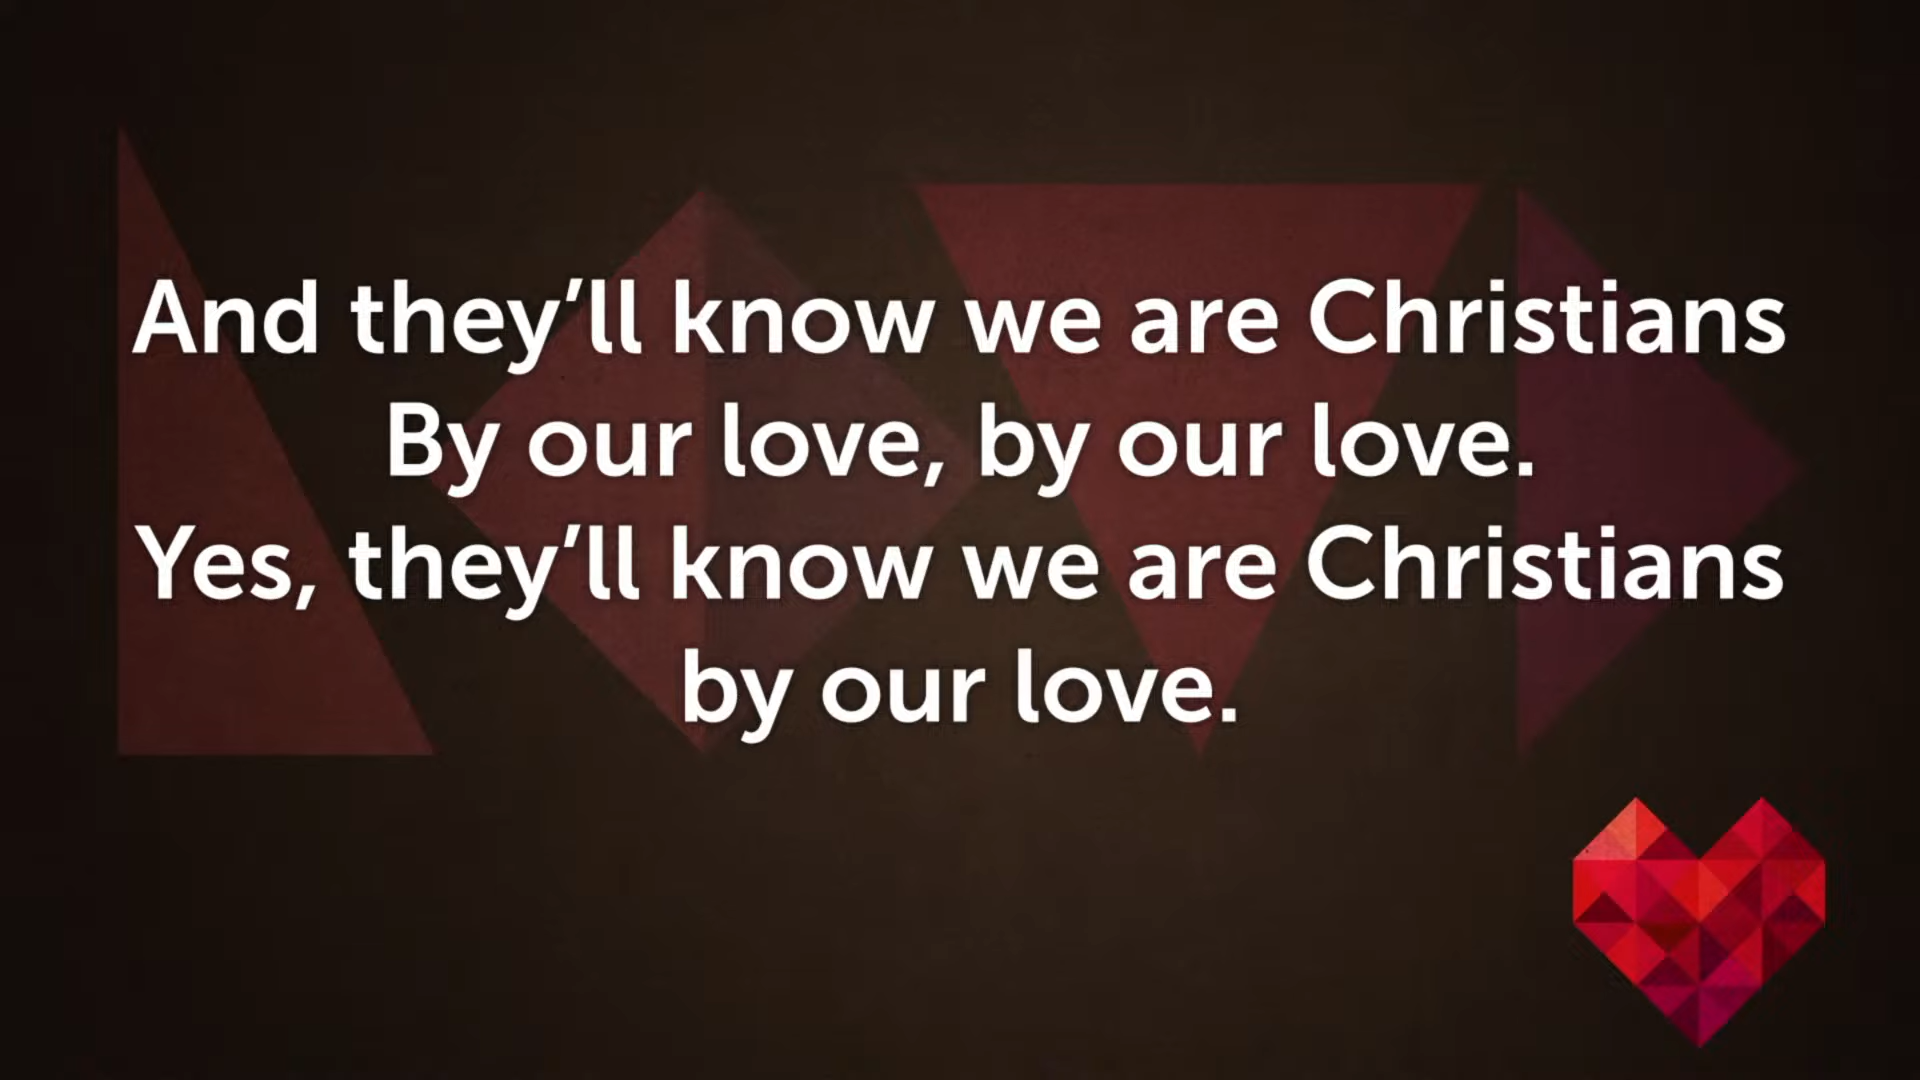 And they’ll know we are Christians
By our love, by our love.
Yes, they’ll know we are Christians
by our love.